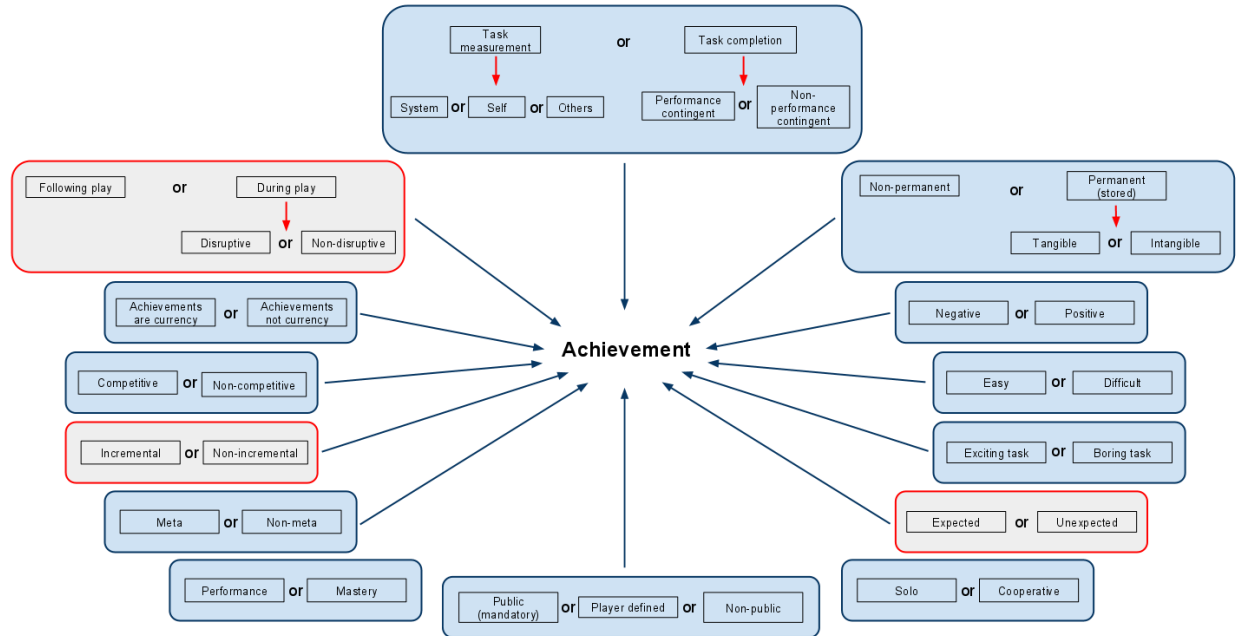 Task
measurement
or
Task completion
System or Self or Others
Performance
contingent
or
Non-
performance
contingent
Following play or During play
Disruptive or Non-disruptive
Non-permanent or
Permanent
(stored)
Tangible or Intangible
Achievements
are currency
or
Achievements
not currency
Negative or Positive
Achievement
Competitive or Non-competitive
Easy or Difficult
Incremental or Non-incremental
Exciting task or Boring task
Meta or Non-meta
Expected or Unexpected
Performance or Mastery
Public
(mandatory)
or Player defined or Non-public
Solo or Cooperative